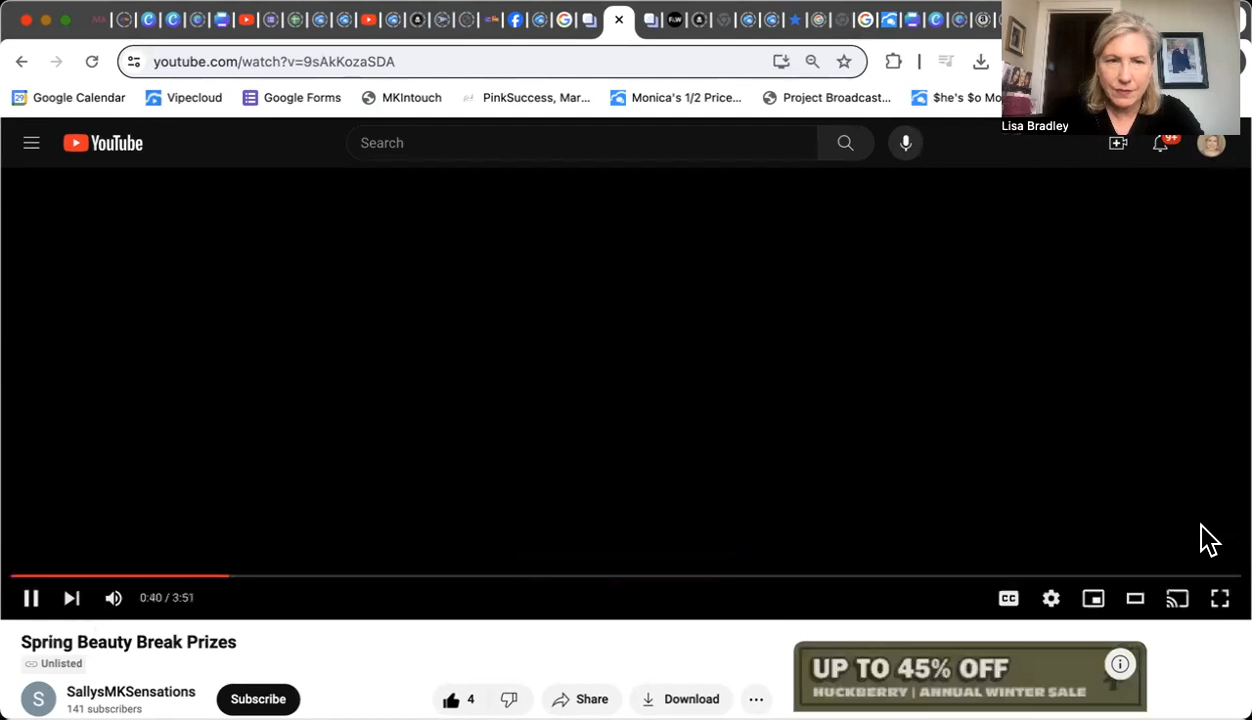 youtube.com/watch?v=9sAkKozaSDA
Google Calendar
Vipecloud
Google Forms
MKIntouch
PinkSuccess, Mar...
Monica's 1/2 Price...
Project Broadcast...
$he's $o Mo
Lisa Bradley
YouTube
Search
9+
0:40 / 3:51
CC
Spring Beauty Break Prizes
Unlisted
S
SallysMKSensations
141 subscribers
Subscribe
4
Share
Download
UP TO 45% OFF
HUCKBERRY | ANNUAL WINTER SALE